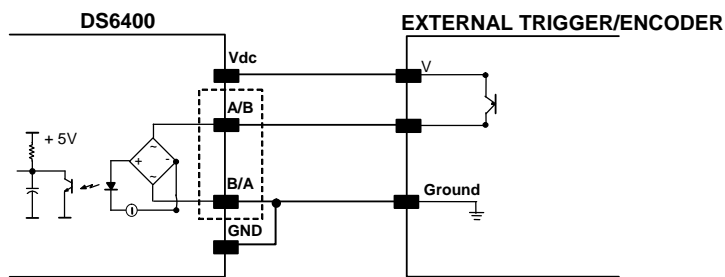 DS6400
EXTERNAL TRIGGER/ENCODER
Vdc
V
A/B
+ 5V
+
~
-
~
B/A
Ground
GND